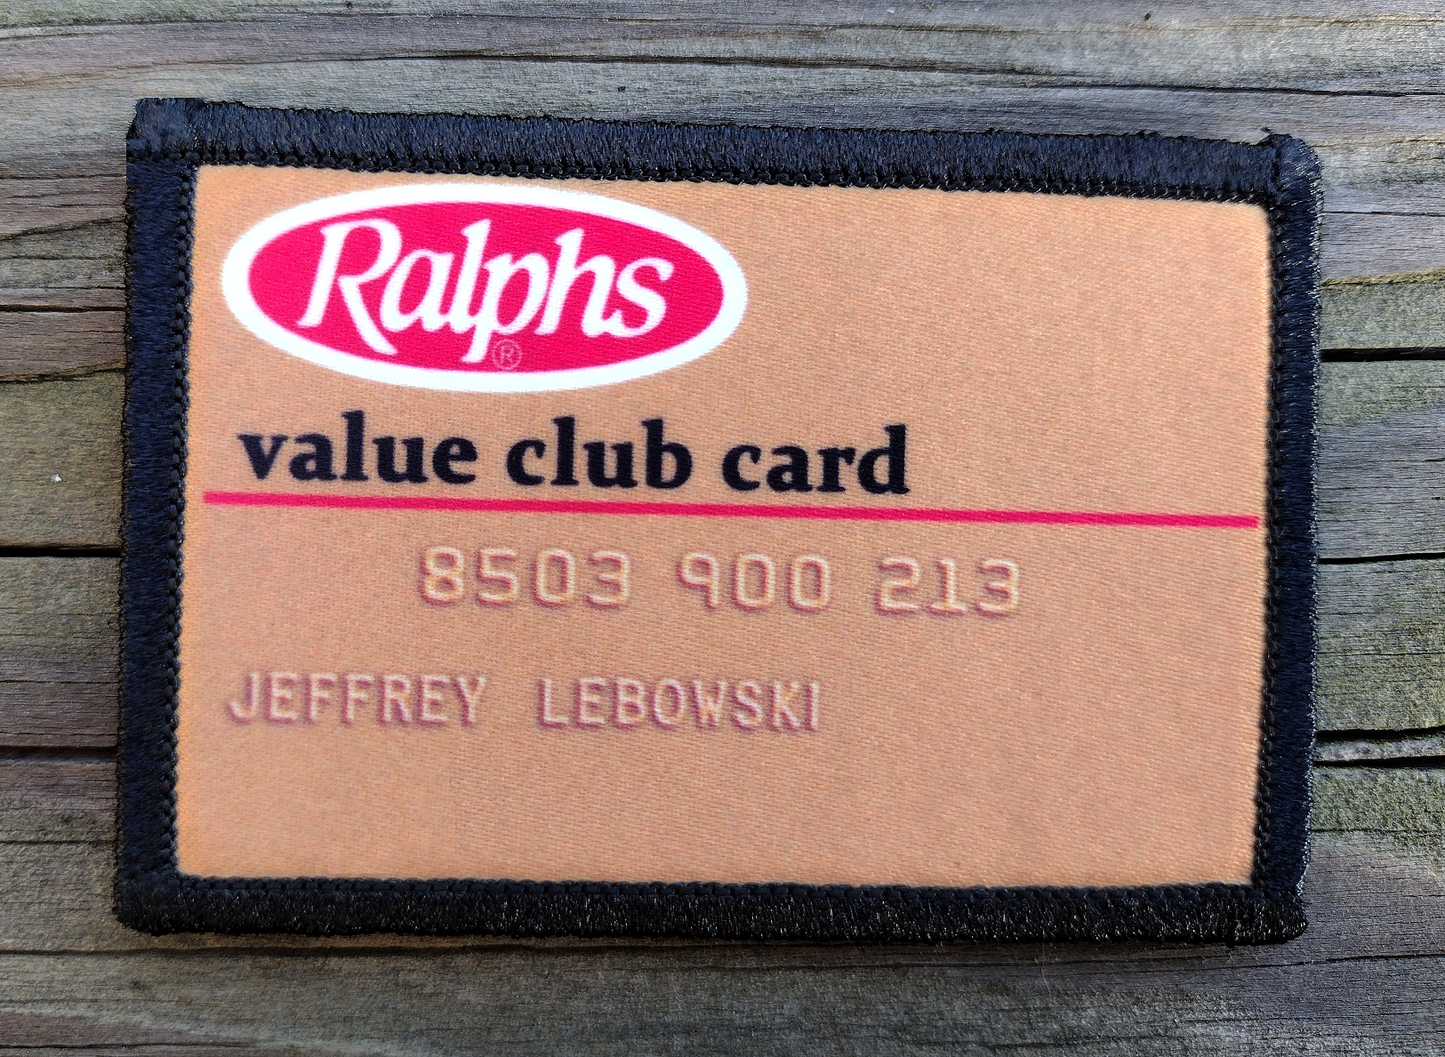 Ralphs®
value club card
8503 900 213
JEFFREY LEBOWSKI